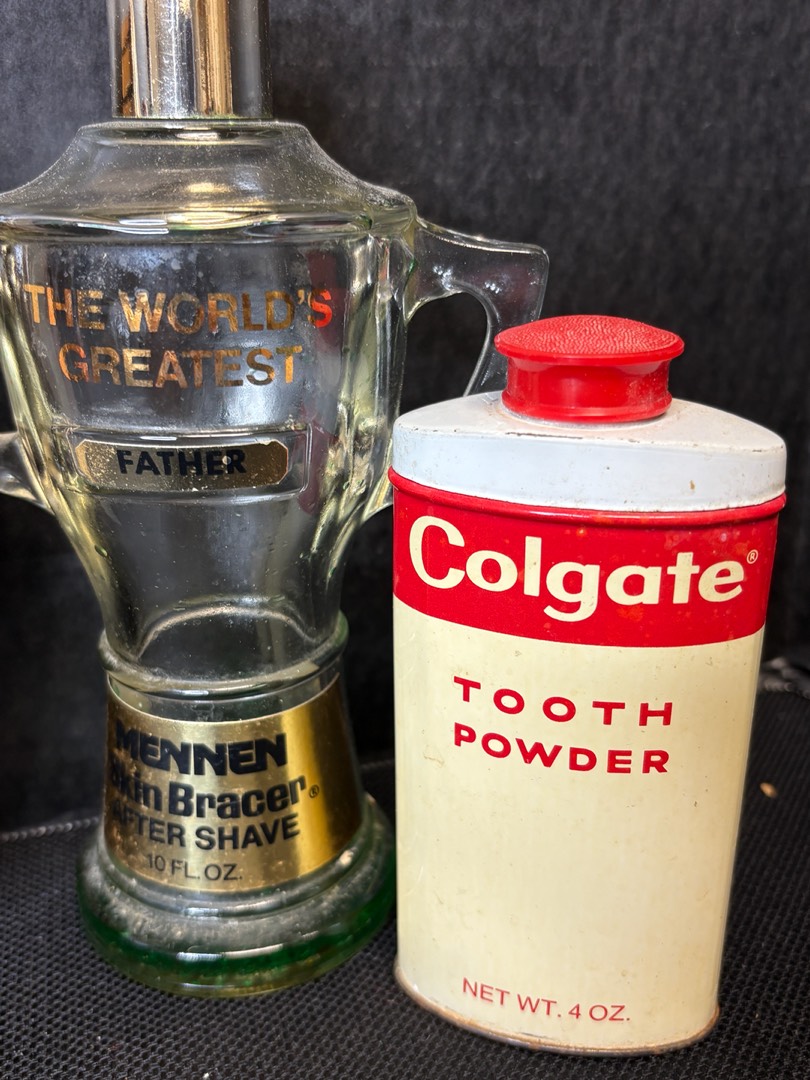 THE WORLD'S
GREATEST
FATHER
MENNEN
Skin Bracer®
AFTER SHAVE
10 FL. OZ.
Colgate®
TOOTH
POWDER
NET WT. 4 OZ.